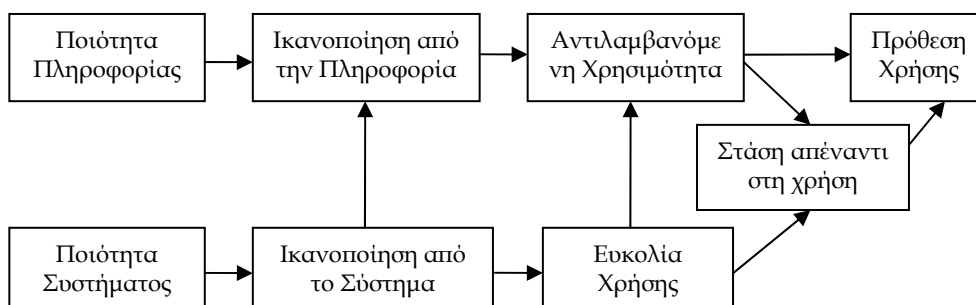 Ποιότητα
Πληροφορίας
Ικανοποίηση από
την Πληροφορία
Αντιλαμβανόμε
νη Χρησιμότητα
Πρόθεση
Χρήσης
Στάση απέναντι
στη χρήση
Ποιότητα
Συστήματος
Ικανοποίηση από
το Σύστημα
Ευκολία
Χρήσης